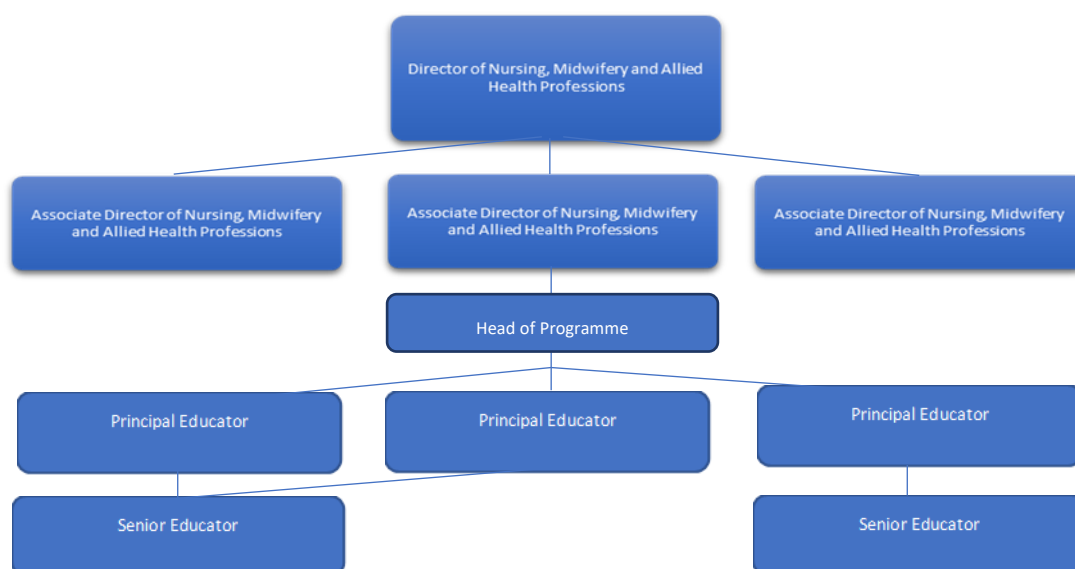 Director of Nursing, Midwifery and Allied
Health Professions
Associate Director of Nursing, Midwifery
and Allied Health Professions
Associate Director of Nursing, Midwifery
and Allied Health Professions
Associate Director of Nursing, Midwifery
and Allied Health Professions
Head of Programme
Principal Educator
Principal Educator
Principal Educator
Senior Educator
Senior Educator